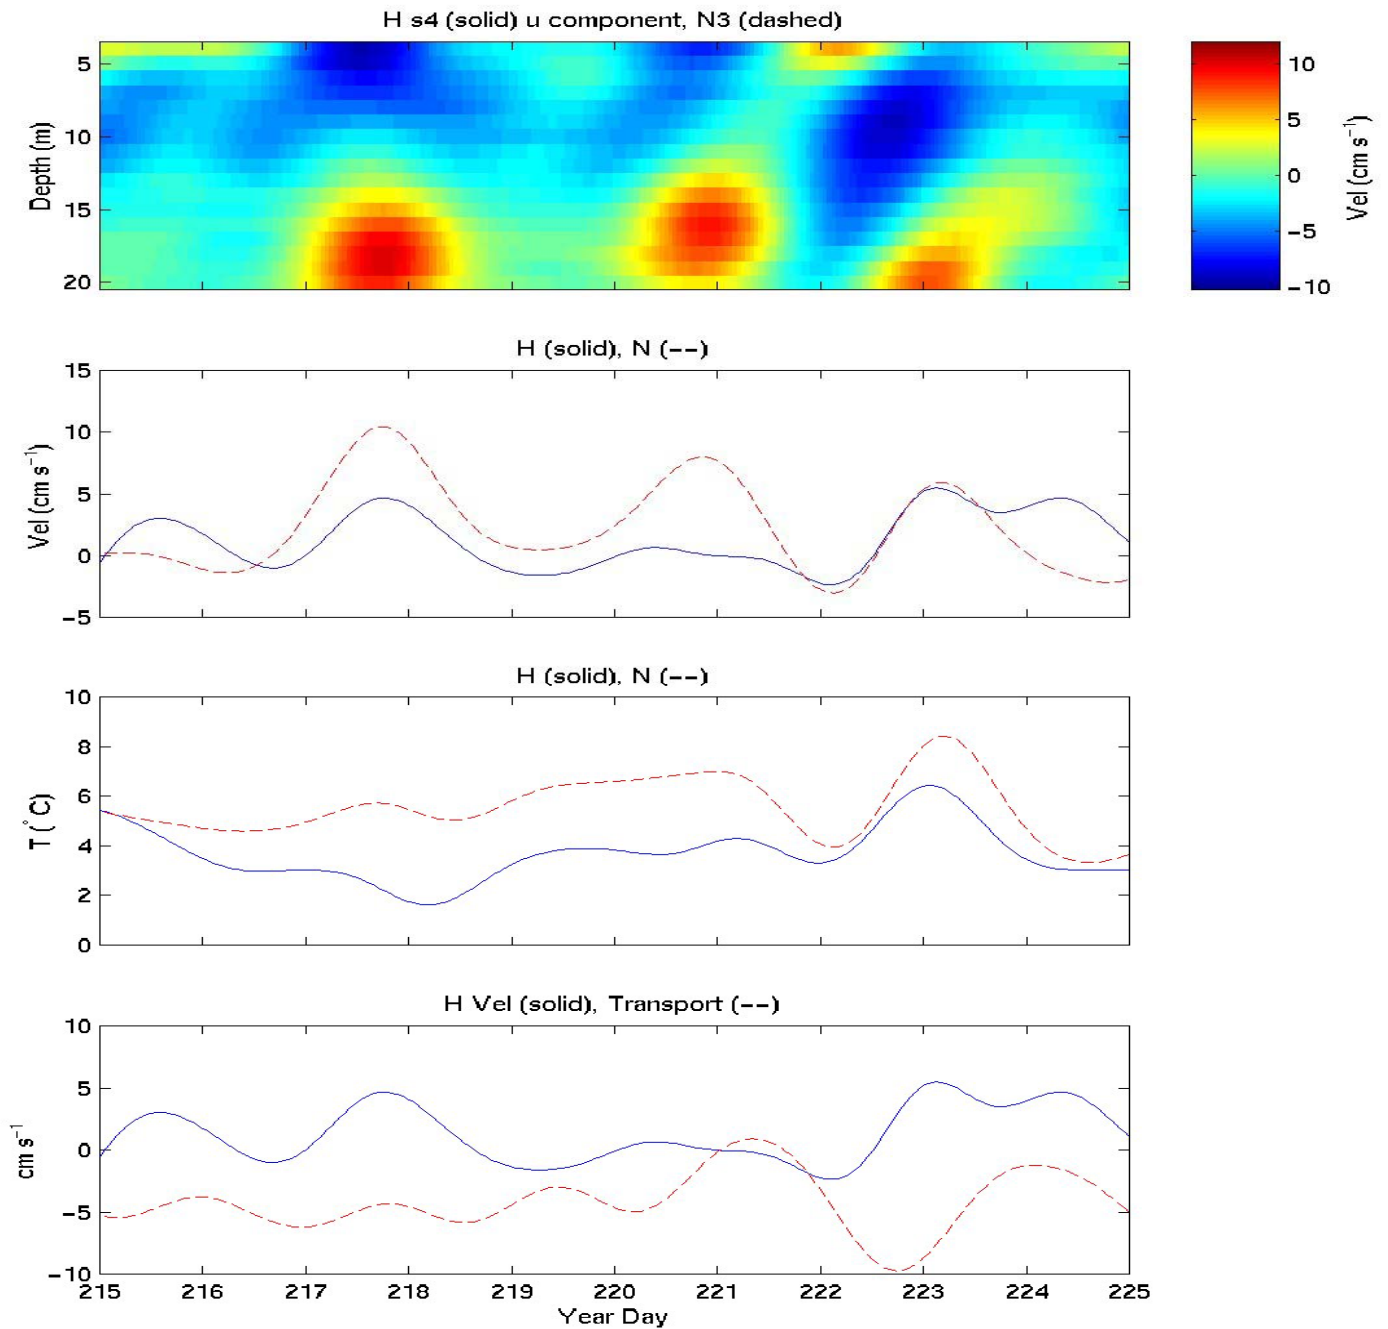 H s4 (solid) u component, N3 (dashed)
5
10
15
20
Depth (m)
10
5
0
−5
−10
Vel (cm s⁻¹)
H (solid), N (−−)
15
10
5
0
−5
Vel (cm s⁻¹)
H (solid), N (−−)
10
8
6
4
2
0
T (°C)
H Vel (solid), Transport (−−)
10
5
0
−5
−10
cm s⁻¹
215 216 217 218 219 220 221 222 223 224 225
Year Day